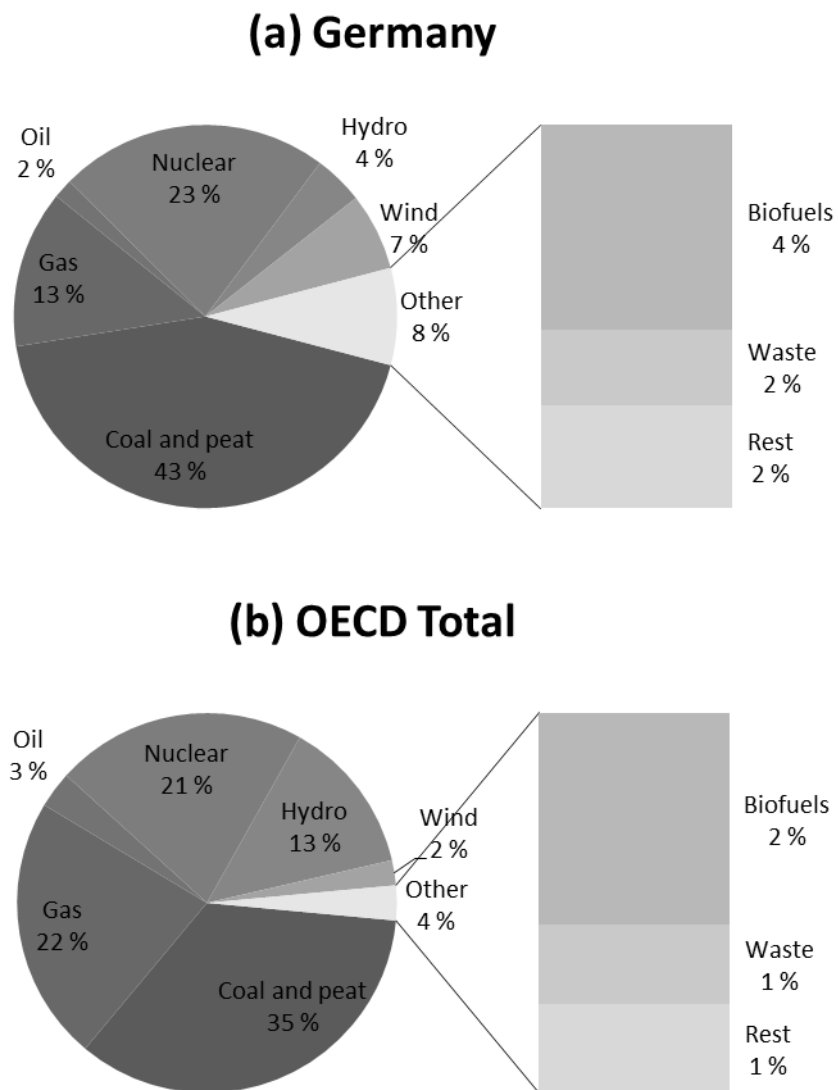 (a) Germany
Oil
2 %
Nuclear
23 %
Hydro
4 %
Wind
7 %
Gas
13 %
Other
8 %
Coal and peat
43 %
Biofuels
4 %
Waste
2 %
Rest
2 %
(b) OECD Total
Oil
3 %
Nuclear
21 %
Hydro
13 %
Wind
2 %
Other
4 %
Gas
22 %
Coal and peat
35 %
Biofuels
2 %
Waste
1 %
Rest
1 %